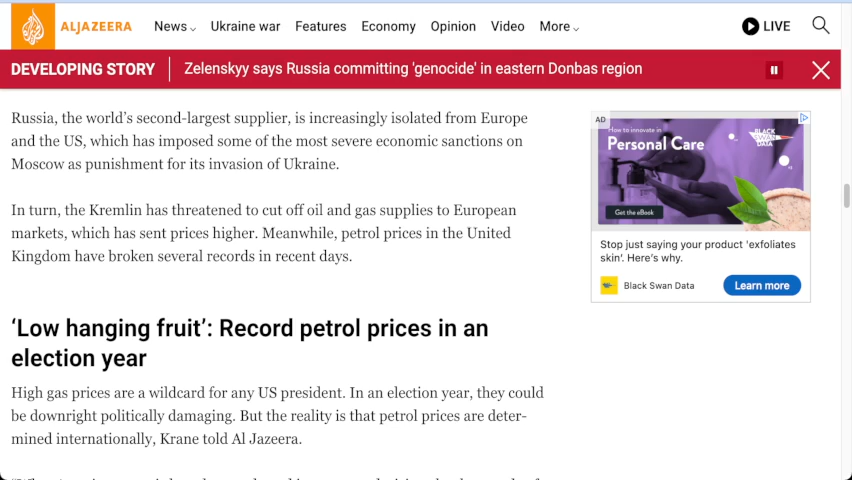 ALJAZEERA News Ukraine war Features Economy Opinion Video More LIVE
DEVELOPING STORY Zelenskyy says Russia committing 'genocide' in eastern Donbas region
Russia, the world’s second-largest supplier, is increasingly isolated from Europe
and the US, which has imposed some of the most severe economic sanctions on
Moscow as punishment for its invasion of Ukraine.
In turn, the Kremlin has threatened to cut off oil and gas supplies to European
markets, which has sent prices higher. Meanwhile, petrol prices in the United
Kingdom have broken several records in recent days.
‘Low hanging fruit’: Record petrol prices in an
election year
High gas prices are a wildcard for any US president. In an election year, they could
be downright politically damaging. But the reality is that petrol prices are deter-
mined internationally, Krane told Al Jazeera.
AD
How to innovate in
Personal Care
BLACK
SWAN
DATA
Get the eBook
Stop just saying your product 'exfoliates
skin'. Here's why.
Black Swan Data
Learn more